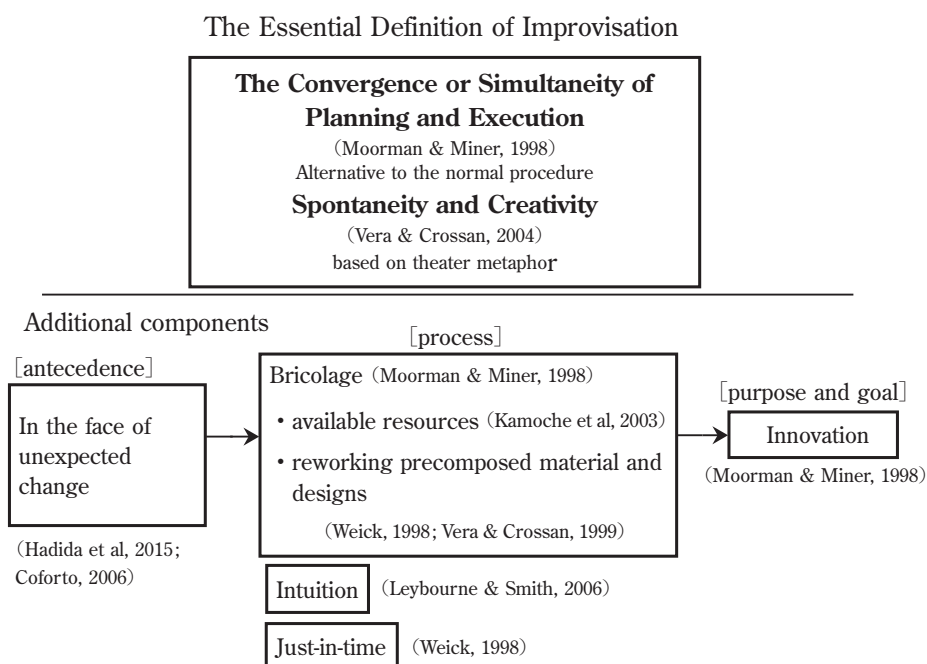 The Essential Definition of Improvisation
The Convergence or Simultaneity of
Planning and Execution
(Moorman & Miner, 1998)
Alternative to the normal procedure
Spontaneity and Creativity
(Vera & Crossan, 2004)
based on theater metaphor
Additional components
[antecedence]
In the face of
unexpected
change
(Hadida et al, 2015;
Coforto, 2006)
[process]
Bricolage (Moorman & Miner, 1998)
・available resources (Kamoche et al, 2003)
・reworking precomposed material and
designs
(Weick, 1998; Vera & Crossan, 1999)
Intuition (Leybourne & Smith, 2006)
Just-in-time (Weick, 1998)
[purpose and goal]
Innovation
(Moorman & Miner, 1998)